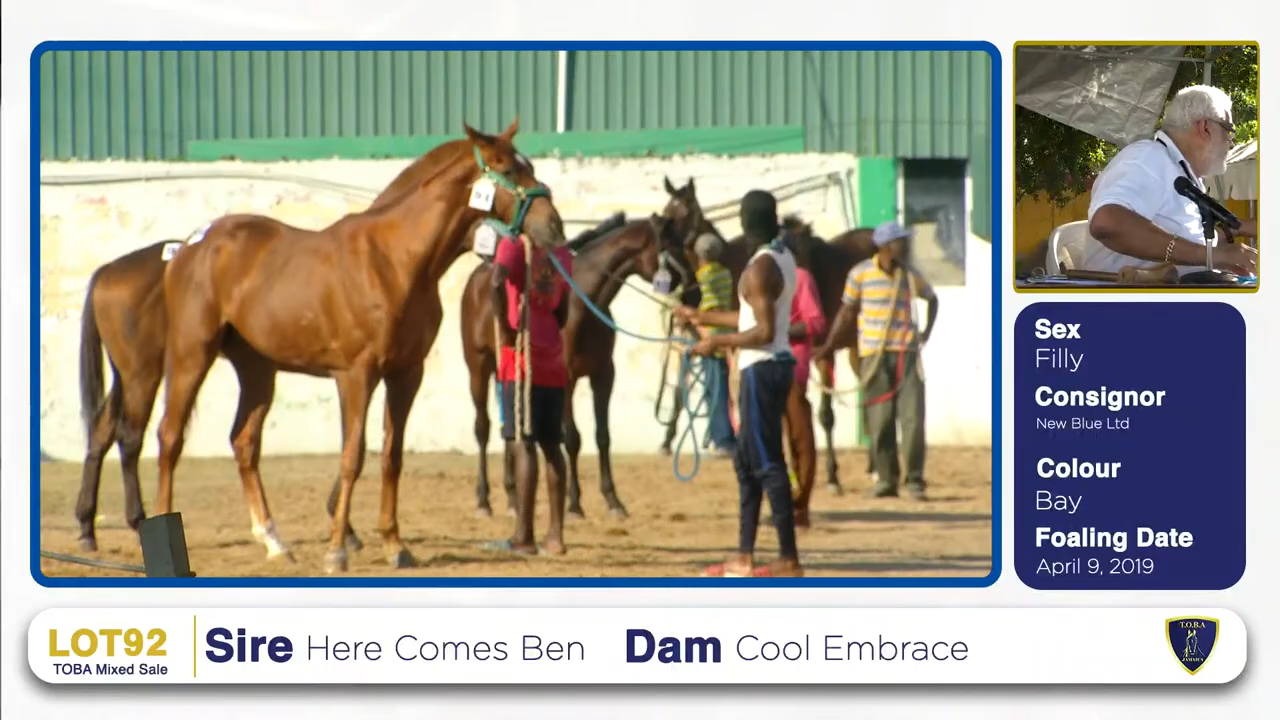 Sex
Filly
Consignor
New Blue Ltd
Colour
Bay
Foaling Date
April 9, 2019
LOT92
TOBA Mixed Sale
Sire Here Comes Ben Dam Cool Embrace
T.O.B.A
JAMAICA